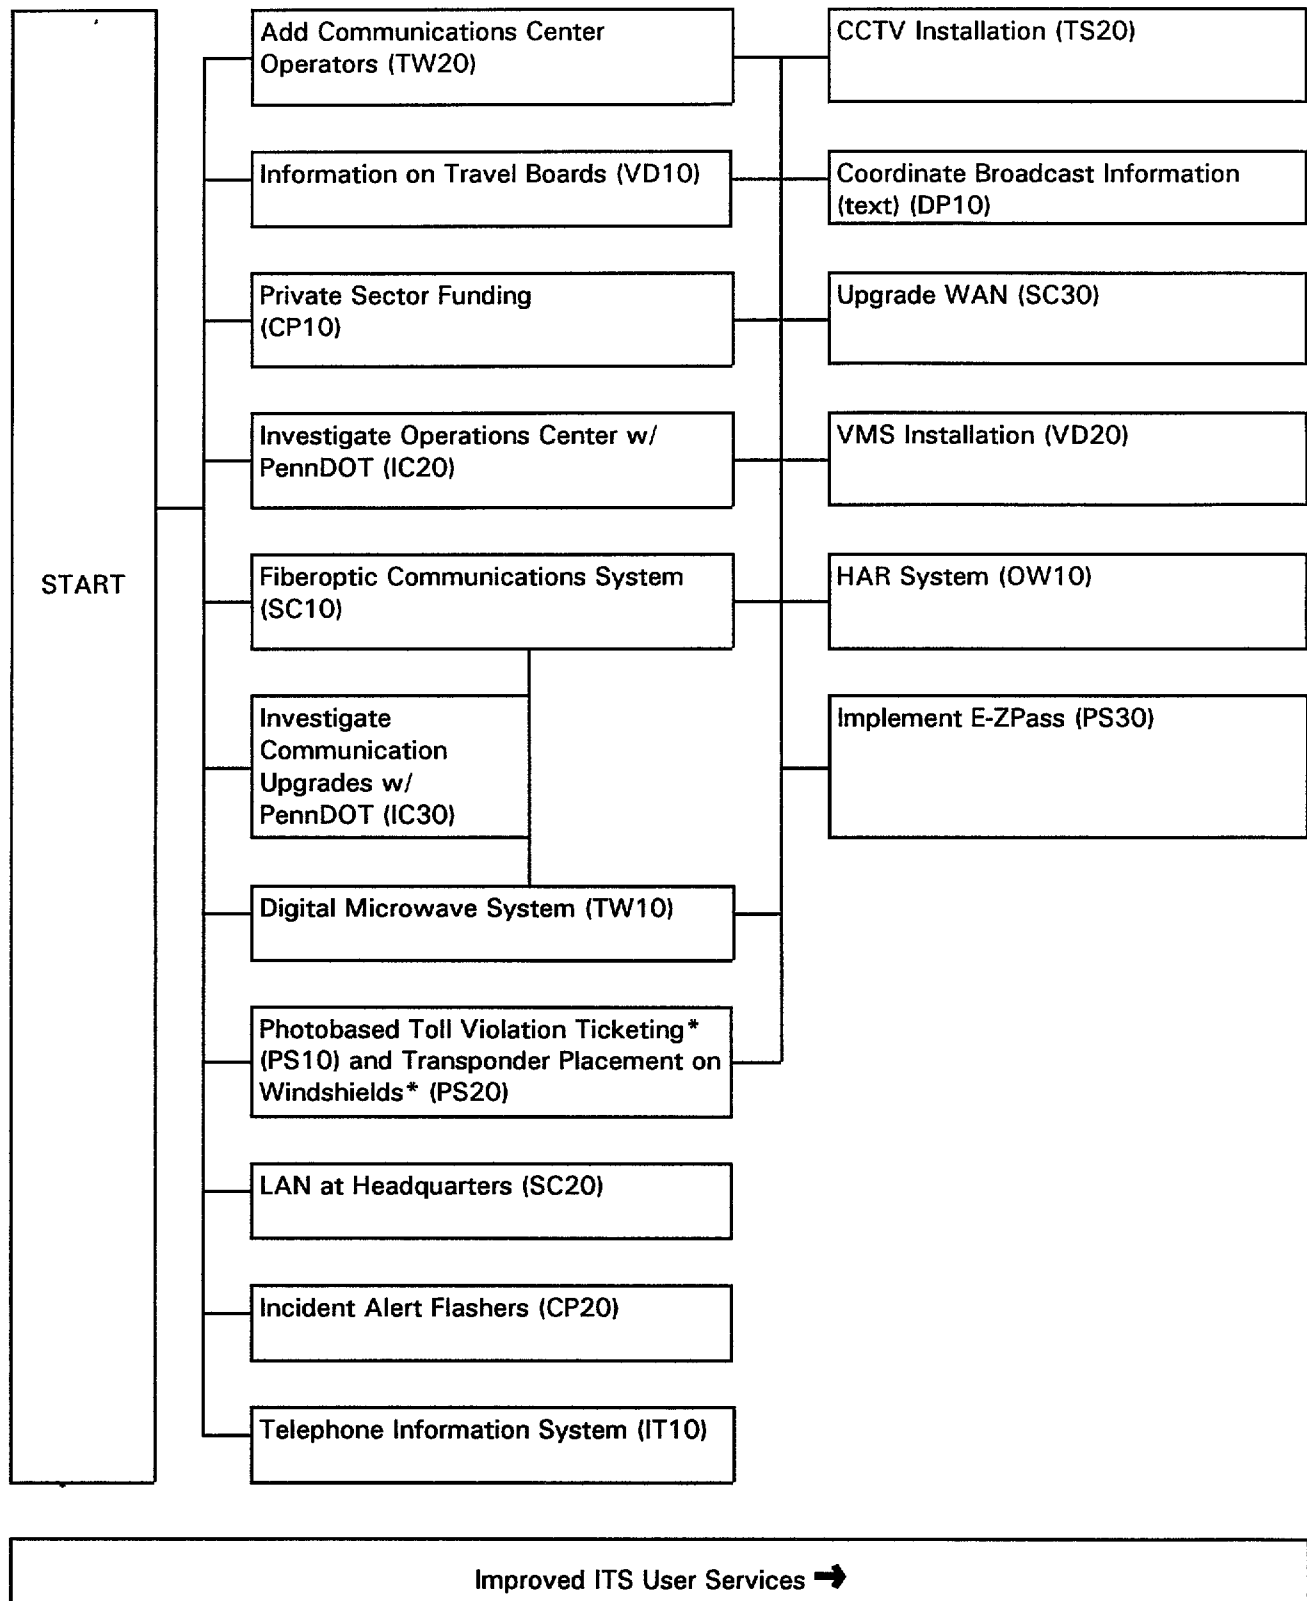 START
Add Communications Center
Operators (TW20)
Information on Travel Boards (VD10)
Private Sector Funding
(CP10)
Investigate Operations Center w/
PennDOT (IC20)
Fiberoptic Communications System
(SC10)
Investigate
Communication
Upgrades w/
PennDOT (IC30)
Digital Microwave System (TW10)
Photobased Toll Violation Ticketing*
(PS10) and Transponder Placement on
Windshields* (PS20)
LAN at Headquarters (SC20)
Incident Alert Flashers (CP20)
Telephone Information System (IT10)
CCTV Installation (TS20)
Coordinate Broadcast Information
(text) (DP10)
Upgrade WAN (SC30)
VMS Installation (VD20)
HAR System (OW10)
Implement E-ZPass (PS30)
Improved ITS User Services ➡